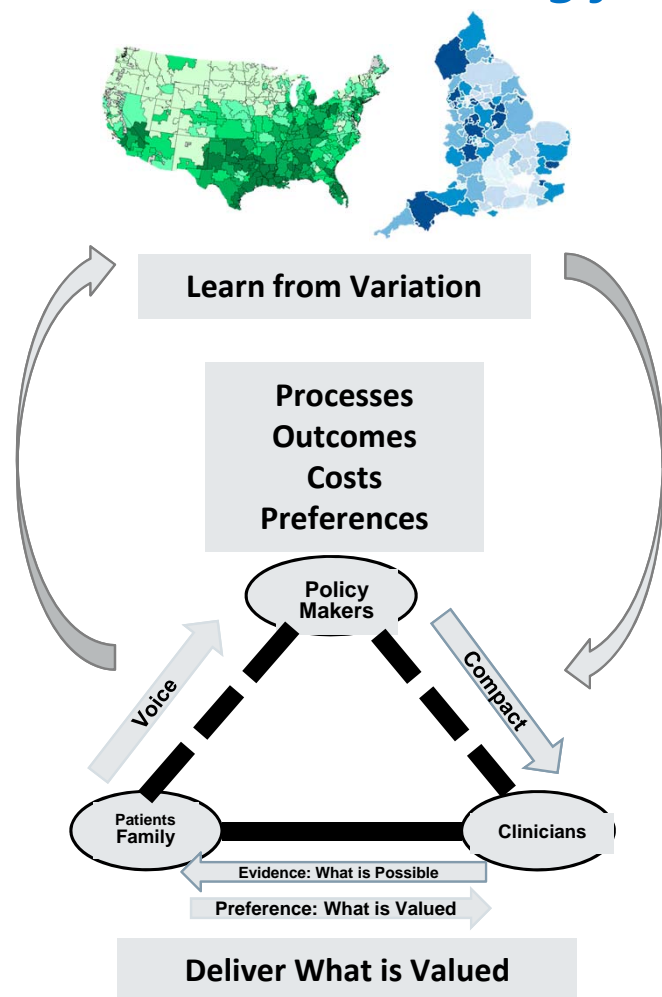 Learn from Variation
Processes
Outcomes
Costs
Preferences
Policy
Makers
Voice
Compact
Patients
Family
Clinicians
Evidence: What is Possible
Preference: What is Valued
Deliver What is Valued